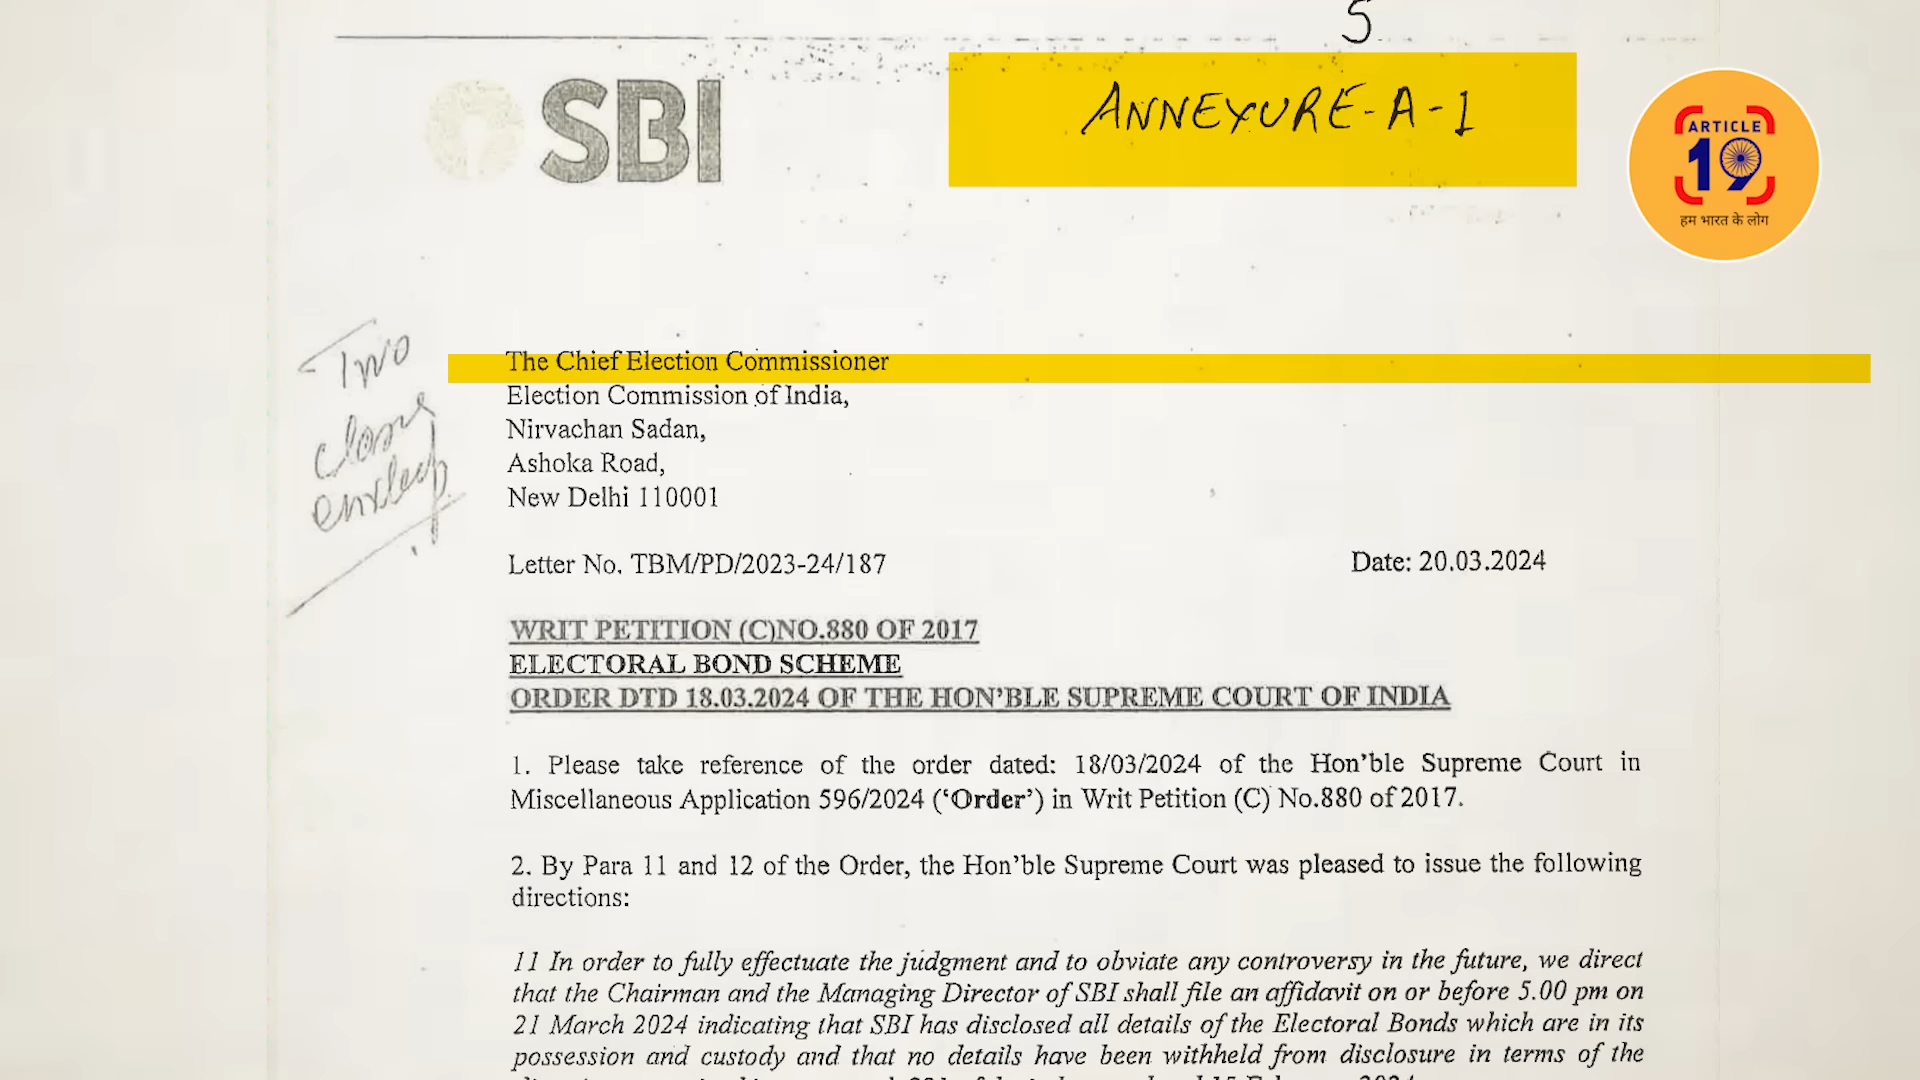 5
SBI
ANNEXURE-A-1
ARTICLE
19
हम भारत के लोग
Two
The Chief Election Commissioner
Election Commission of India,
Nirvachan Sadan,
Ashoka Road,
New Delhi 110001
Letter No. TBM/PD/2023-24/187
Date: 20.03.2024
WRIT PETITION (C)NO.880 OF 2017
ELECTORAL BOND SCHEME
ORDER DTD 18.03.2024 OF THE HON'BLE SUPREME COURT OF INDIA
1. Please take reference of the order dated: 18/03/2024 of the Hon'ble Supreme Court in
Miscellaneous Application 596/2024 ('Order') in Writ Petition (C) No.880 of 2017.
2. By Para 11 and 12 of the Order, the Hon'ble Supreme Court was pleased to issue the following
directions:
11 In order to fully effectuate the judgment and to obviate any controversy in the future, we direct
that the Chairman and the Managing Director of SBI shall file an affidavit on or before 5.00 pm on
21 March 2024 indicating that SBI has disclosed all details of the Electoral Bonds which are in its
possession and custody and that no details have been withheld from disclosure in terms of the